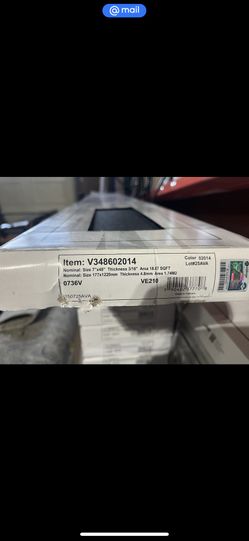 @mail
Item: V348602014
Color 02014
Lot#25AVA
Nominal: Size 7"x48" Thickness 3/16" Area 18.67 SQFT
Nominal: Size 177x1220mm Thickness 4.8mm Area 1.74M2
0736V VE210